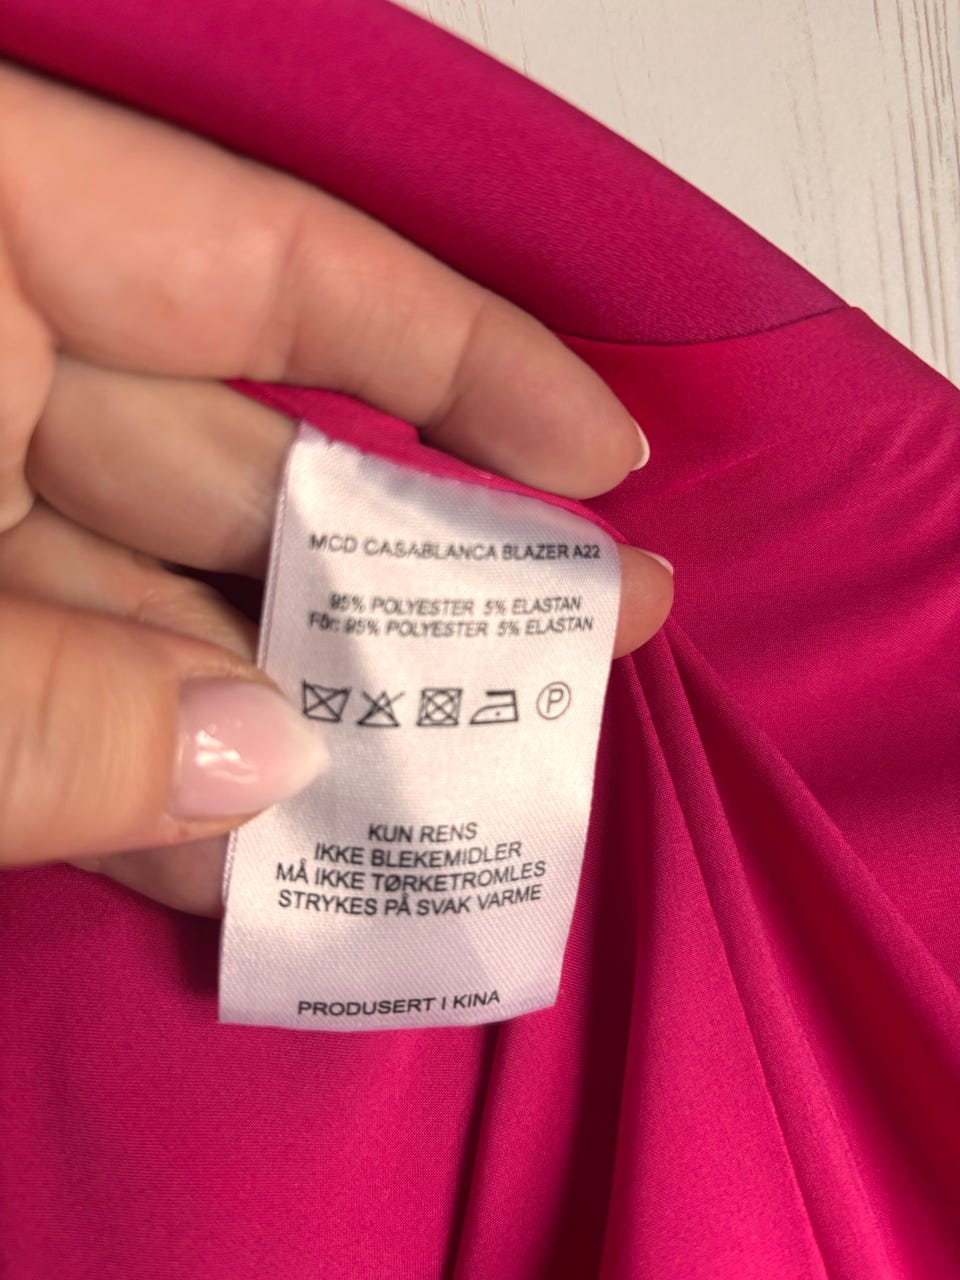 MCD CASABLANCA BLAZER A22
95% POLYESTER 5% ELASTAN
Fôr: 95% POLYESTER 5% ELASTAN
P
KUN RENS
IKKE BLEKEMIDLER
MÅ IKKE TØRKETROMLES
STRYKES PÅ SVAK VARME
PRODUSERT I KINA